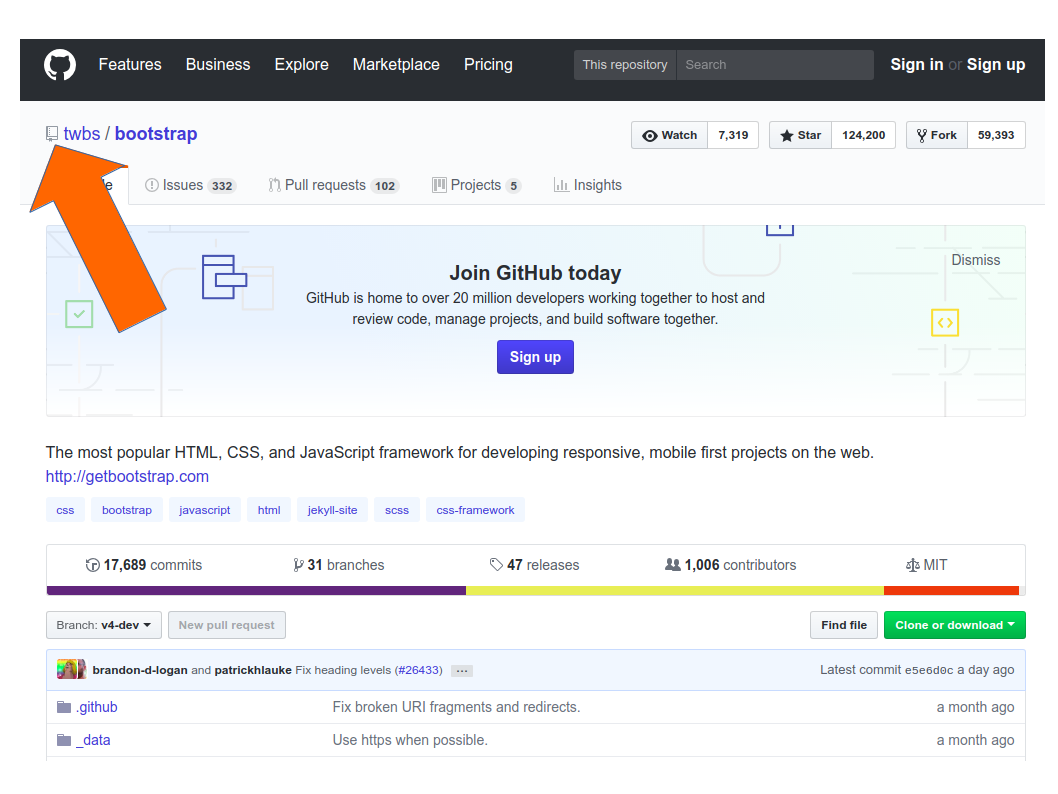 Features Business Explore Marketplace Pricing This repository Search Sign in or Sign up
twbs / bootstrap Watch 7,319 Star 124,200 Fork 59,393
Issues 332 Pull requests 102 Projects 5 Insights
Join GitHub today
Dismiss
GitHub is home to over 20 million developers working together to host and
review code, manage projects, and build software together.
Sign up
The most popular HTML, CSS, and JavaScript framework for developing responsive, mobile first projects on the web.
http://getbootstrap.com
css bootstrap javascript html jekyll-site scss css-framework
17,689 commits 31 branches 47 releases 1,006 contributors MIT
Branch: v4-dev New pull request Find file Clone or download
brandon-d-logan and patrickhlauke Fix heading levels (#26433) ... Latest commit e5e6d0c a day ago
.github Fix broken URI fragments and redirects. a month ago
_data Use https when possible. a month ago